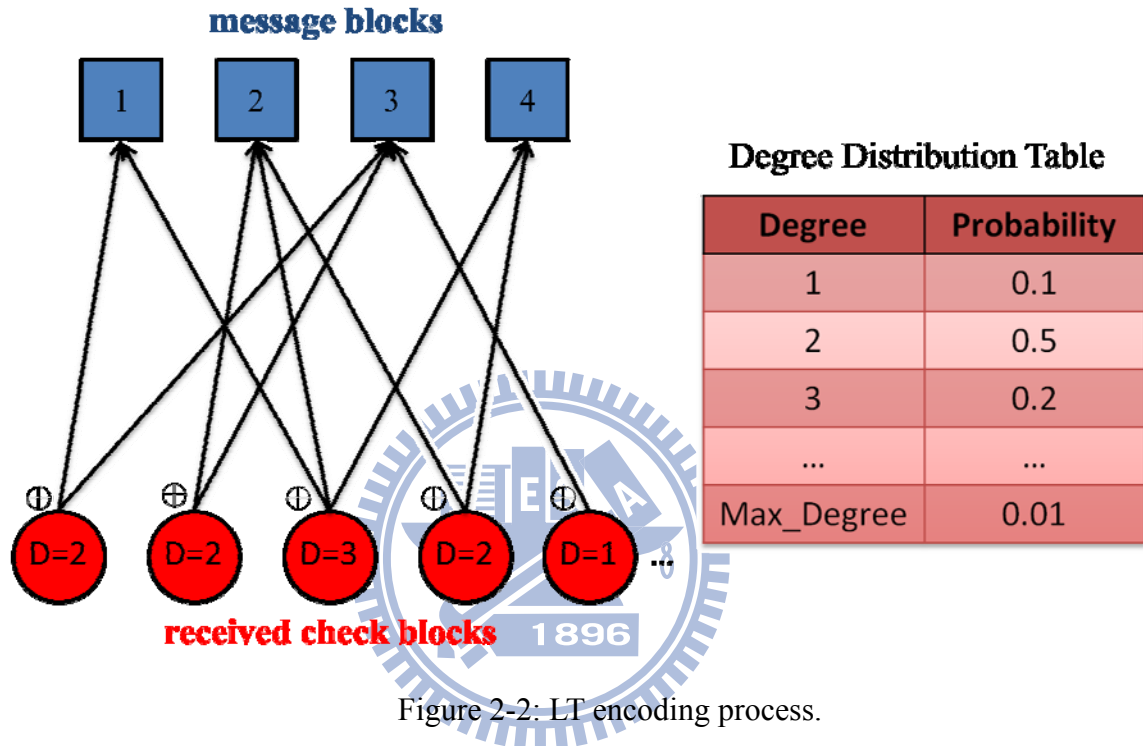 message blocks
1 2 3 4
Degree Distribution Table
Degree Probability
1 0.1
2 0.5
3 0.2
... ...
Max_Degree 0.01
D=2 D=2 D=3 D=2 D=1 ...
received check blocks
E A
8
1896
Figure 2-2: LT encoding process.